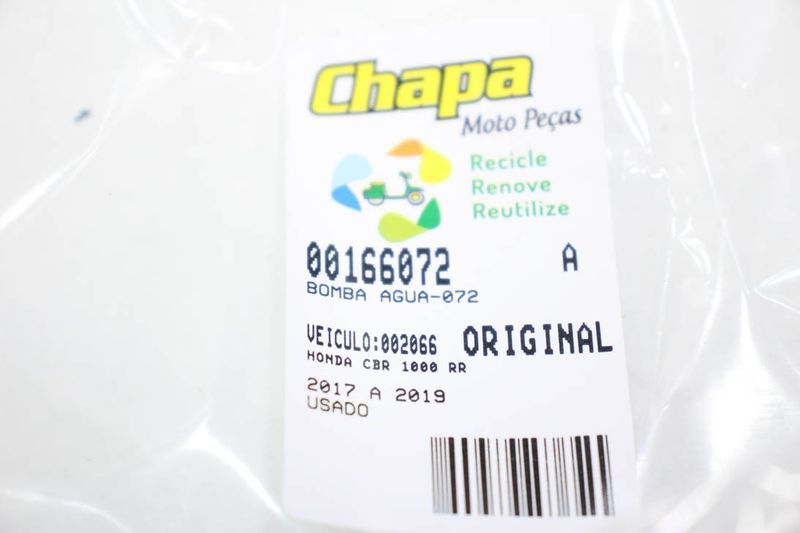 Chapa
Moto Peças
Recicle
Renove
Reutilize
00166072 A
BOMBA AGUA-072
VEICULO:002066 ORIGINAL
HONDA CBR 1000 RR
2017 A 2019
USADO